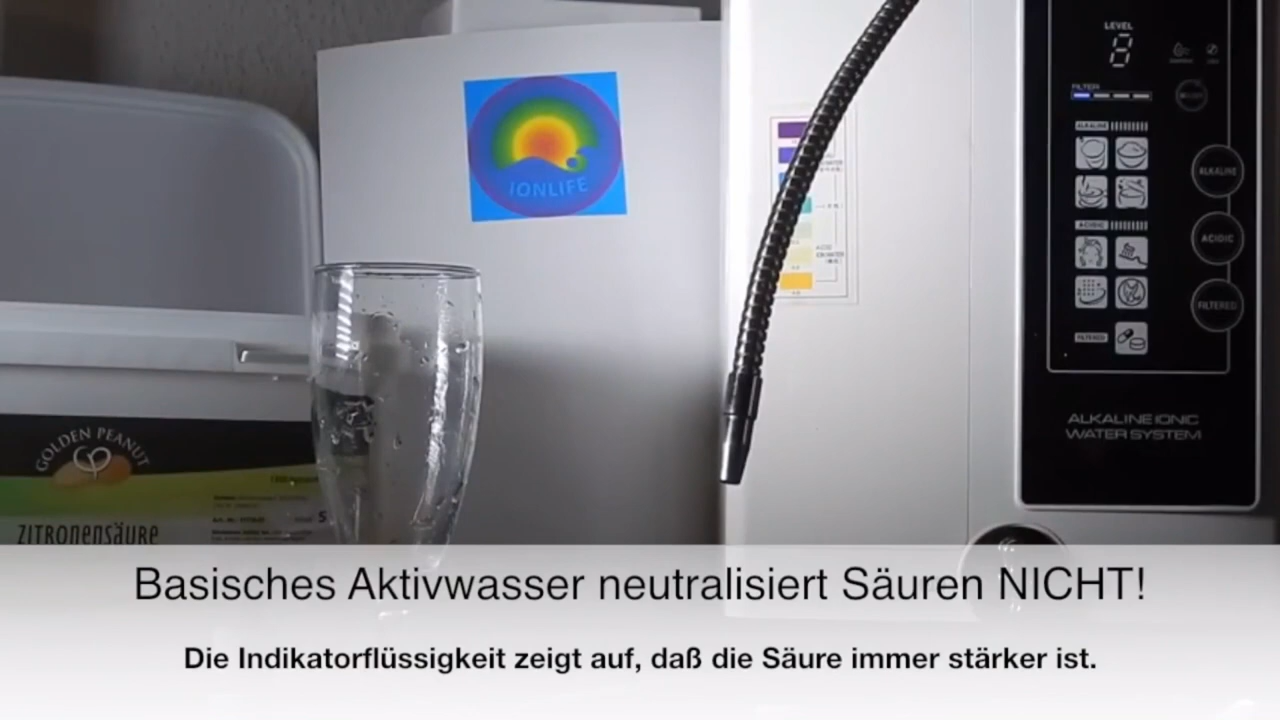 LEVEL
8
FILTER
IONLIFE
ALKALINE
ALKALINE
ACIDIC
ACIDIC
FILTERED
FILTERED
ALKALINE IONIC
WATER SYSTEM
GOLDEN PEANUT
ZITRONENSÄURE
Basisches Aktivwasser neutralisiert Säuren NICHT!
Die Indikatorflüssigkeit zeigt auf, daß die Säure immer stärker ist.